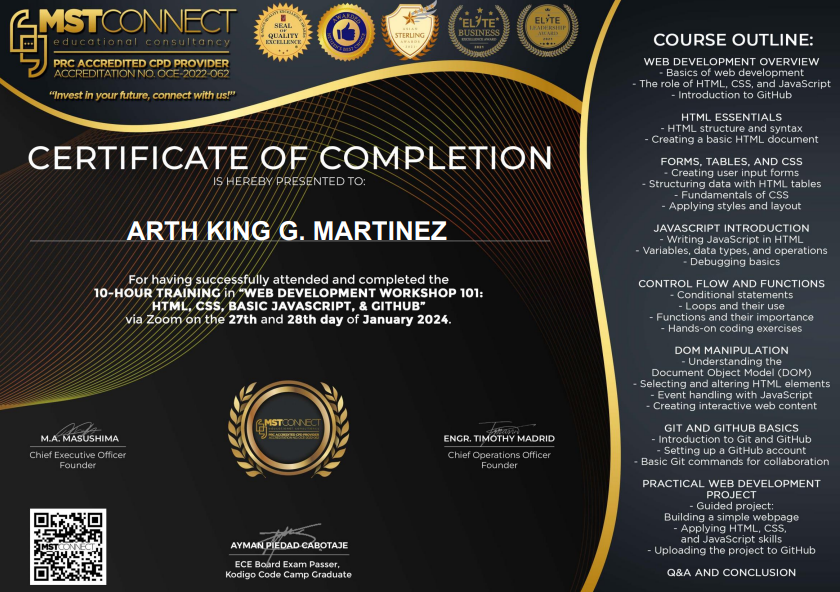 MSTCONNECT
educational consultancy
PRC ACCREDITED CPD PROVIDER
ACCREDITATION NO. OCE-2022-062
"Invest in your future, connect with us!"
SEAL
OF
QUALITY
EXCELLENCE
AWARDED
STERLING
AWARDS
ELITE
BUSINESS
EXCELLENCE AWARD
ELITE
LEADERSHIP
AWARD
CERTIFICATE OF COMPLETION
IS HEREBY PRESENTED TO:
ARTH KING G. MARTINEZ
For having successfully attended and completed the
10-HOUR TRAINING in "WEB DEVELOPMENT WORKSHOP 101:
HTML, CSS, BASIC JAVASCRIPT, & GITHUB"
via Zoom on the 27th and 28th day of January 2024.
M.A. MASUSHIMA
Chief Executive Officer
Founder
MSTCONNECT
PRC ACCREDITED CPD PROVIDER
ENGR. TIMOTHY MADRID
Chief Operations Officer
Founder
MSTCONNECT
AYMAN PIEDAD CABOTAJE
ECE Board Exam Passer,
Kodigo Code Camp Graduate
COURSE OUTLINE:
WEB DEVELOPMENT OVERVIEW
- Basics of web development
- The role of HTML, CSS, and JavaScript
- Introduction to GitHub
HTML ESSENTIALS
- HTML structure and syntax
- Creating a basic HTML document
FORMS, TABLES, AND CSS
- Creating user input forms
- Structuring data with HTML tables
- Fundamentals of CSS
- Applying styles and layout
JAVASCRIPT INTRODUCTION
- Writing JavaScript in HTML
- Variables, data types, and operations
- Debugging basics
CONTROL FLOW AND FUNCTIONS
- Conditional statements
- Loops and their use
- Functions and their importance
- Hands-on coding exercises
DOM MANIPULATION
- Understanding the
Document Object Model (DOM)
- Selecting and altering HTML elements
- Event handling with JavaScript
- Creating interactive web content
GIT AND GITHUB BASICS
- Introduction to Git and GitHub
- Setting up a GitHub account
- Basic Git commands for collaboration
PRACTICAL WEB DEVELOPMENT
PROJECT
- Guided project:
Building a simple webpage
- Applying HTML, CSS,
and JavaScript skills
- Uploading the project to GitHub
Q&A AND CONCLUSION